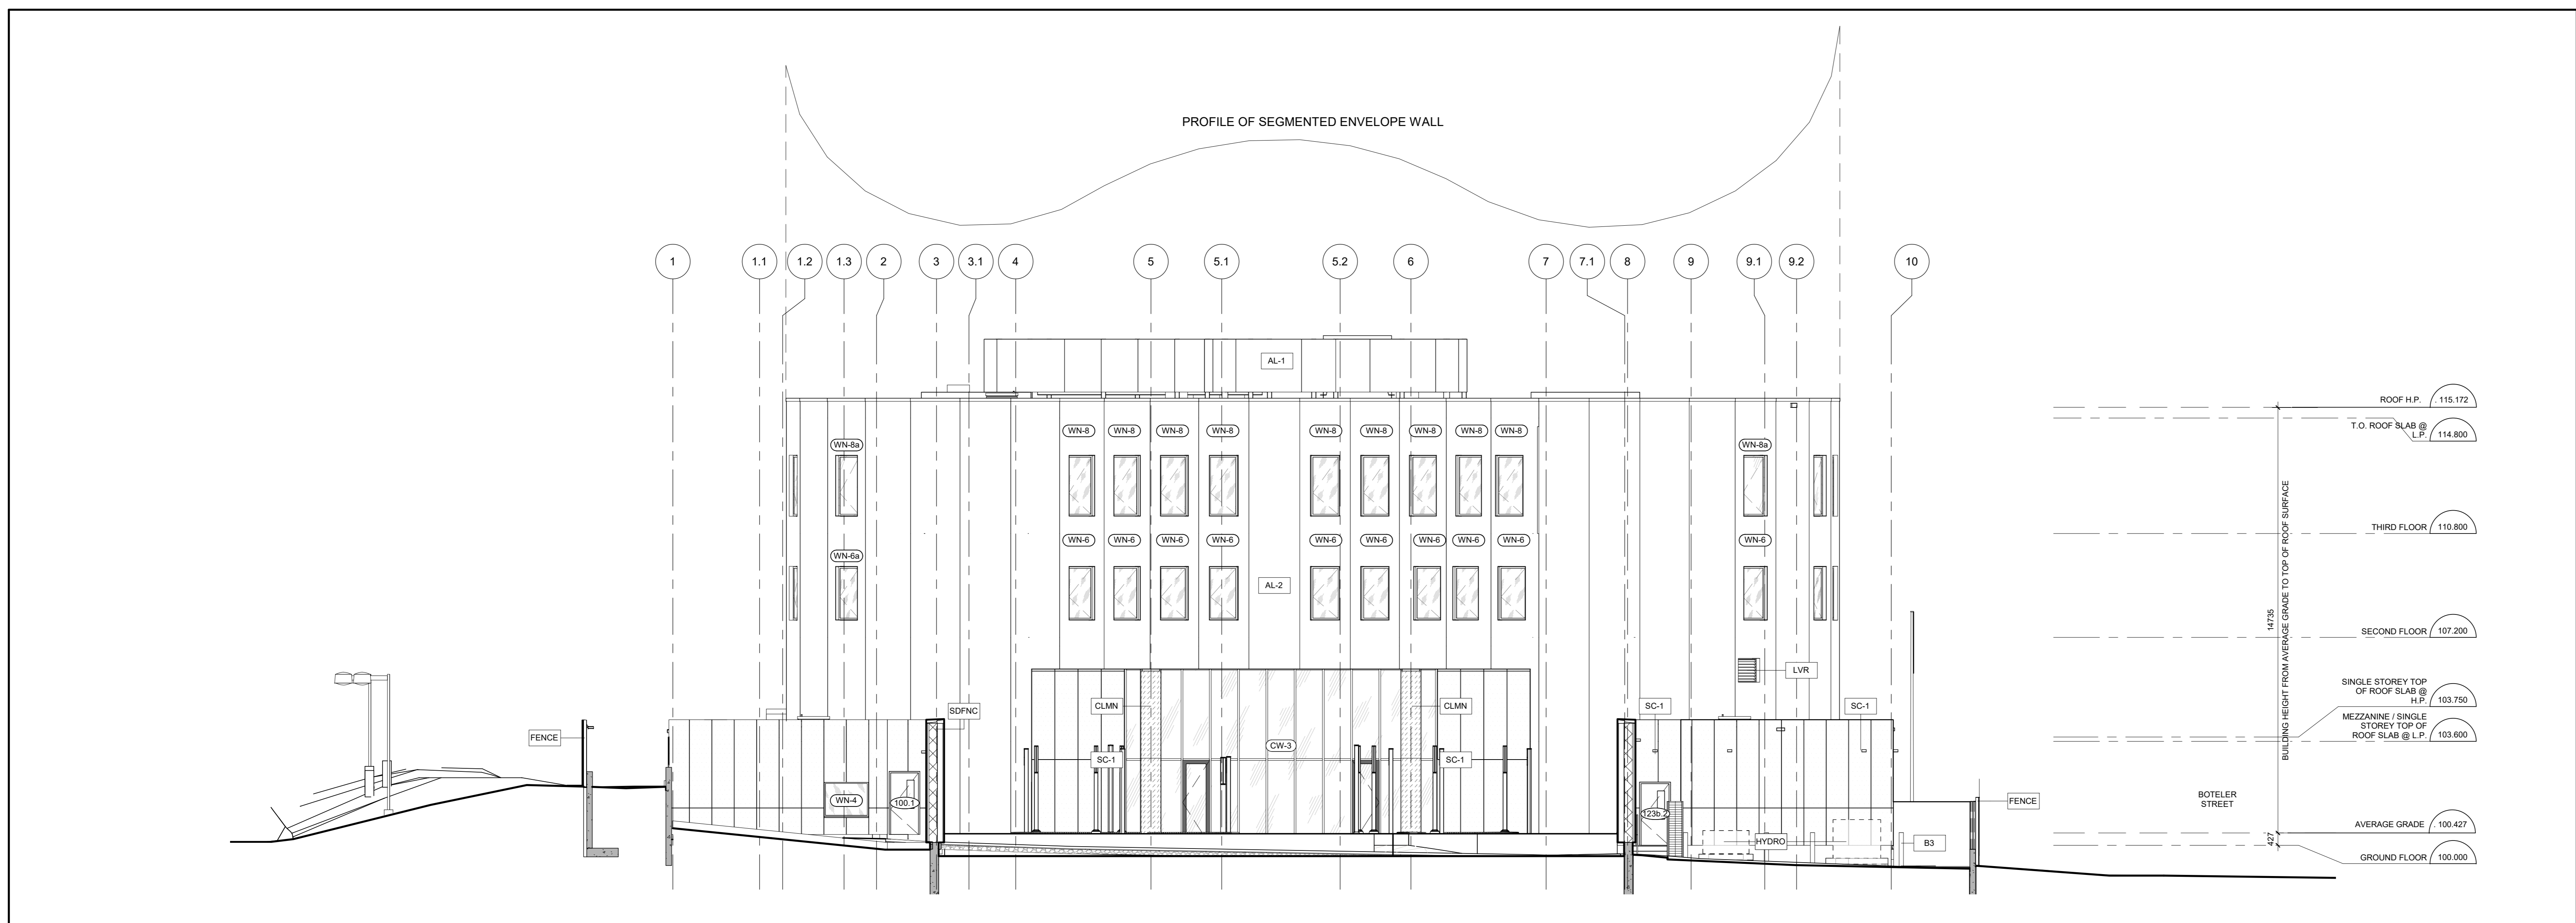 PROFILE OF SEGMENTED ENVELOPE WALL
1 1.1 1.2 1.3 2 3 3.1 4 5 5.1 5.2 6 7 7.1 8 9 9.1 9.2 10
AL-1
ROOF H.P. 115.172
T.O. ROOF SLAB @
L.P. 114.800
WN-8 WN-8 WN-8 WN-8 WN-8 WN-8 WN-8 WN-8 WN-8
WN-8a WN-8a
THIRD FLOOR 110.800
WN-6 WN-6 WN-6 WN-6 WN-6 WN-6 WN-6 WN-6 WN-6 WN-6
WN-6a
AL-2
BUILDING HEIGHT FROM AVERAGE GRADE TO TOP OF ROOF SURFACE
14735
SECOND FLOOR 107.200
LVR
SINGLE STOREY TOP
OF ROOF SLAB @
H.P. 103.750
SDFNC CLMN CLMN SC-1 SC-1
MEZZANINE / SINGLE
STOREY TOP OF
ROOF SLAB @ L.P. 103.600
FENCE
CW-3
SC-1 SC-1
WN-4 100.1 123b.2 FENCE
BOTELER
STREET
AVERAGE GRADE 100.427
427
HYDRO B3
GROUND FLOOR 100.000